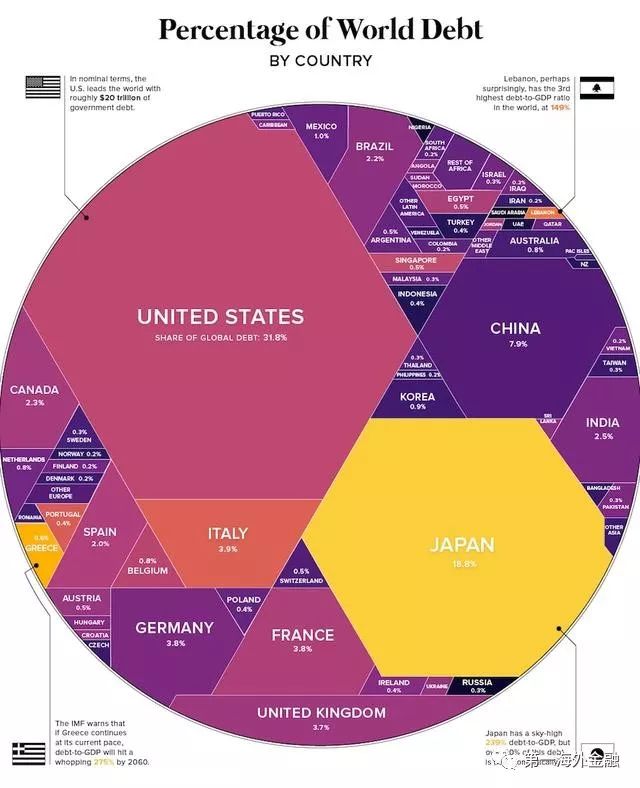 Percentage of World Debt
BY COUNTRY
In nominal terms, the
U.S. leads the world with
roughly $20 trillion of
government debt.
Lebanon, perhaps
surprisingly, has the 3rd
highest debt-to-GDP ratio
in the world, at 149%
PUERTO RICO
CARIBBEAN
MEXICO
1.0%
BRAZIL
2.2%
NIGERIA
SOUTH
AFRICA
0.2%
ANGOLA
SUDAN
MOROCCO
REST OF
AFRICA
ISRAEL
0.3%
0.2%
IRAQ
EGYPT
0.5%
IRAN 0.2%
SAUDI ARABIA
LEBANON
OTHER
LATIN
AMERICA
TURKEY
0.4%
JORDAN
UAE
QATAR
0.5%
ARGENTINA
VENEZUELA
COLOMBIA
0.2%
OTHER
MIDDLE
EAST
AUSTRALIA
0.8%
PAC ISLES
NZ
SINGAPORE
0.5%
MALAYSIA 0.3%
INDONESIA
0.4%
UNITED STATES
SHARE OF GLOBAL DEBT: 31.8%
CHINA
7.9%
0.3%
THAILAND
PHILIPPINES 0.2%
KOREA
0.9%
0.2%
VIETNAM
TAIWAN
0.3%
CANADA
2.3%
SRI
LANKA
INDIA
2.5%
0.3%
SWEDEN
NORWAY 0.2%
FINLAND 0.2%
DENMARK 0.2%
OTHER
EUROPE
NETHERLANDS
0.8%
ROMANIA
PORTUGAL
0.4%
0.6%
GREECE
SPAIN
2.0%
0.8%
BELGIUM
ITALY
3.9%
JAPAN
18.8%
BANGLADESH
0.3%
PAKISTAN
OTHER
ASIA
0.5%
SWITZERLAND
AUSTRIA
0.5%
HUNGARY
CROATIA
CZECH
GERMANY
3.8%
POLAND
0.4%
FRANCE
3.8%
IRELAND
0.4%
UKRAINE
RUSSIA
0.3%
UNITED KINGDOM
3.7%
The IMF warns that
if Greece continues
at its current pace,
debt-to-GDP will hit a
whopping 275% by 2060.
Japan has a sky-high
239% debt-to-GDP, but
第一海外金融